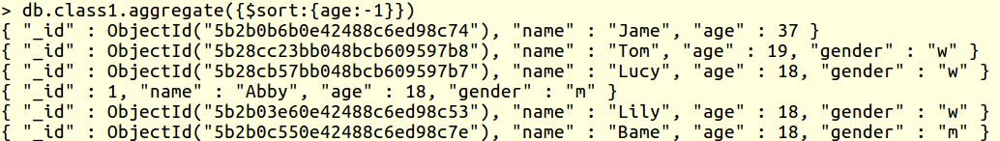 > db.class1.aggregate({$sort:{age:-1}})
{ "_id" : ObjectId("5b2b0b6b0e42488c6ed98c74"), "name" : "Jame", "age" : 37 }
{ "_id" : ObjectId("5b28cc23bb048bcb609597b8"), "name" : "Tom", "age" : 19, "gender" : "w" }
{ "_id" : ObjectId("5b28cb57bb048bcb609597b7"), "name" : "Lucy", "age" : 18, "gender" : "w" }
{ "_id" : 1, "name" : "Abby", "age" : 18, "gender" : "m" }
{ "_id" : ObjectId("5b2b03e60e42488c6ed98c53"), "name" : "Lily", "age" : 18, "gender" : "w" }
{ "_id" : ObjectId("5b2b0c550e42488c6ed98c7e"), "name" : "Bame", "age" : 18, "gender" : "m" }